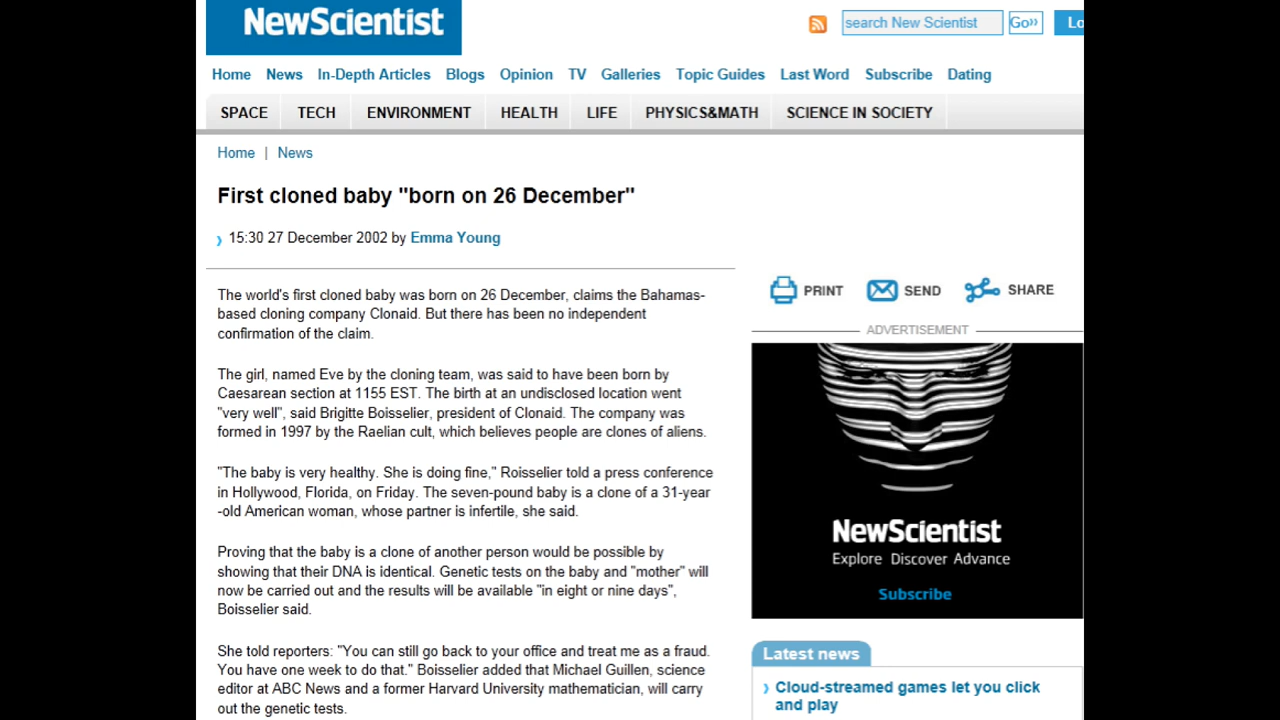 NewScientist
search New Scientist
Go»
Lo
Home News In-Depth Articles Blogs Opinion TV Galleries Topic Guides Last Word Subscribe Dating
SPACE TECH ENVIRONMENT HEALTH LIFE PHYSICS&MATH SCIENCE IN SOCIETY
Home | News
First cloned baby "born on 26 December"
15:30 27 December 2002 by Emma Young
The world's first cloned baby was born on 26 December, claims the Bahamas-
based cloning company Clonaid. But there has been no independent
confirmation of the claim.
The girl, named Eve by the cloning team, was said to have been born by
Caesarean section at 1155 EST. The birth at an undisclosed location went
"very well", said Brigitte Boisselier, president of Clonaid. The company was
formed in 1997 by the Raelian cult, which believes people are clones of aliens.
"The baby is very healthy. She is doing fine," Roisselier told a press conference
in Hollywood, Florida, on Friday. The seven-pound baby is a clone of a 31-year
-old American woman, whose partner is infertile, she said.
Proving that the baby is a clone of another person would be possible by
showing that their DNA is identical. Genetic tests on the baby and "mother" will
now be carried out and the results will be available "in eight or nine days",
Boisselier said.
She told reporters: "You can still go back to your office and treat me as a fraud.
You have one week to do that." Boisselier added that Michael Guillen, science
editor at ABC News and a former Harvard University mathematician, will carry
out the genetic tests.
PRINT SEND SHARE
ADVERTISEMENT
NewScientist
Explore Discover Advance
Subscribe
Latest news
Cloud-streamed games let you click
and play